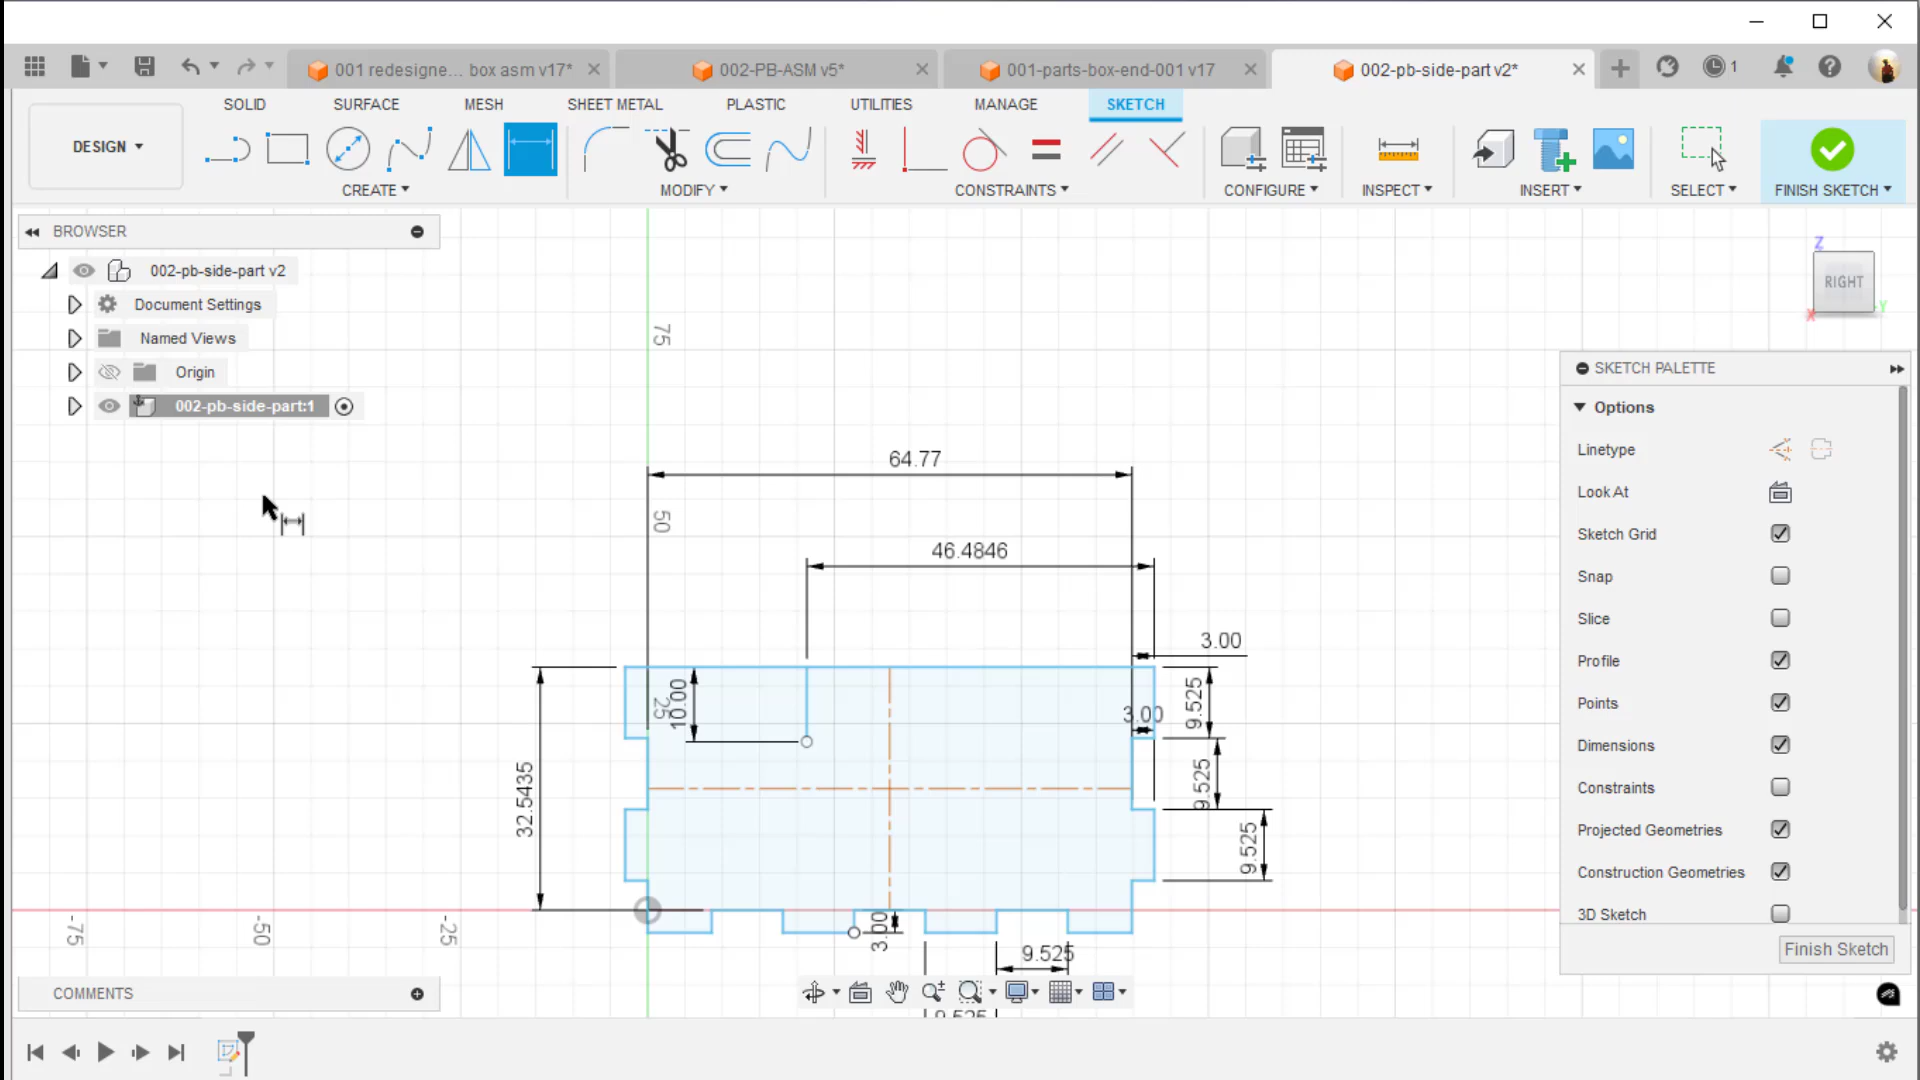 001 redesigne... box asm v17*
002-PB-ASM v5*
001-parts-box-end-001 v17
002-pb-side-part v2*
1
SOLID
SURFACE
MESH
SHEET METAL
PLASTIC
UTILITIES
MANAGE
SKETCH
DESIGN
CREATE
MODIFY
CONSTRAINTS
CONFIGURE
INSPECT
INSERT
SELECT
FINISH SKETCH
BROWSER
002-pb-side-part v2
Document Settings
Named Views
Origin
002-pb-side-part:1
Z
RIGHT
X
Y
SKETCH PALETTE
Options
Linetype
Look At
Sketch Grid
Snap
Slice
Profile
Points
Dimensions
Constraints
Projected Geometries
Construction Geometries
3D Sketch
Finish Sketch
75
50
25
64.77
46.4846
3.00
10.00
3.00
9.525
9.525
9.525
32.5435
3.00
9.525
9.525
-75
-50
-25
COMMENTS